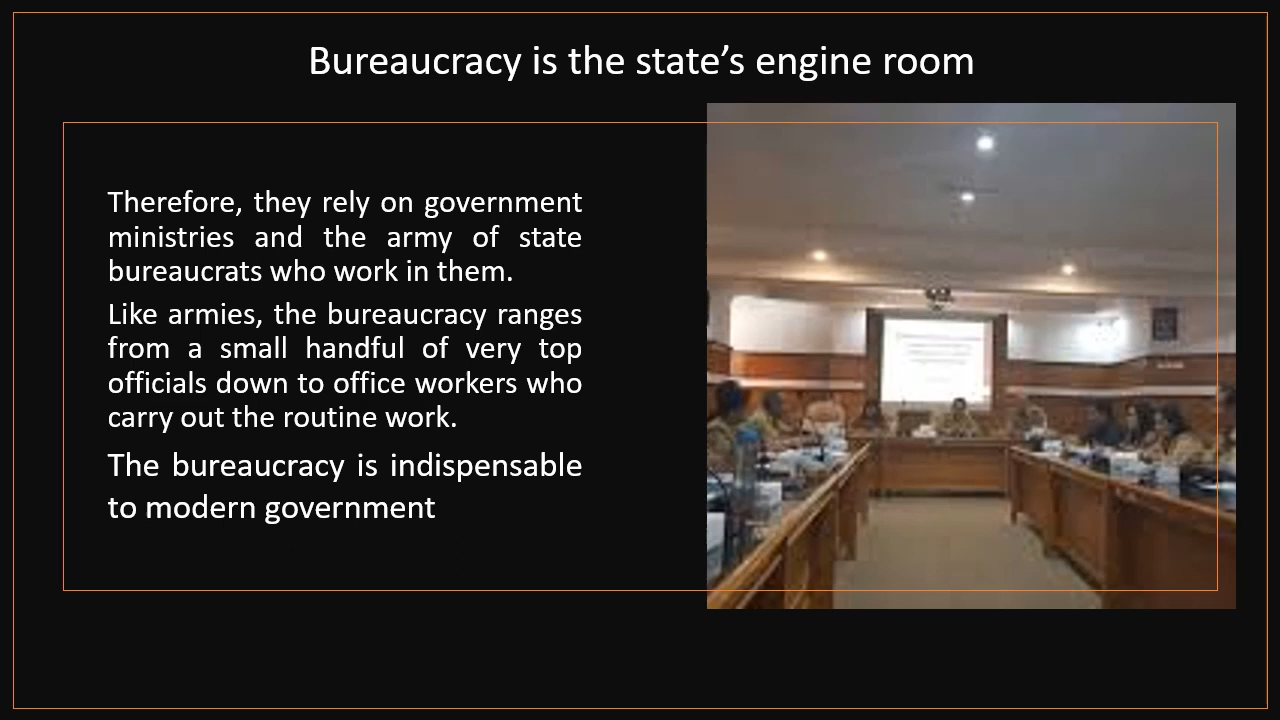 Bureaucracy is the state’s engine room
Therefore, they rely on government
ministries and the army of state
bureaucrats who work in them.
Like armies, the bureaucracy ranges
from a small handful of very top
officials down to office workers who
carry out the routine work.
The bureaucracy is indispensable
to modern government